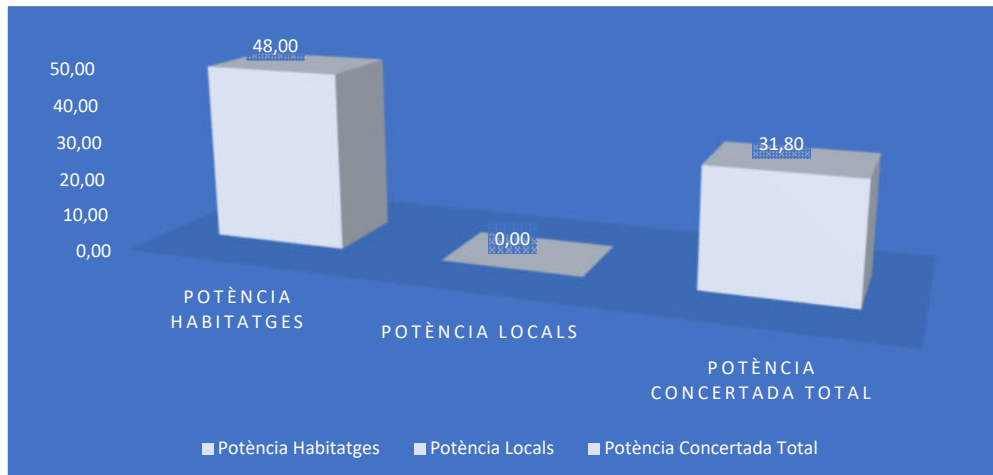 48,00
50,00
40,00
30,00
20,00
10,00
0,00
31,80
0,00
POTÈNCIA
HABITATGES
POTÈNCIA LOCALS
POTÈNCIA
CONCERTADA TOTAL
Potència Habitatges Potència Locals Potència Concertada Total